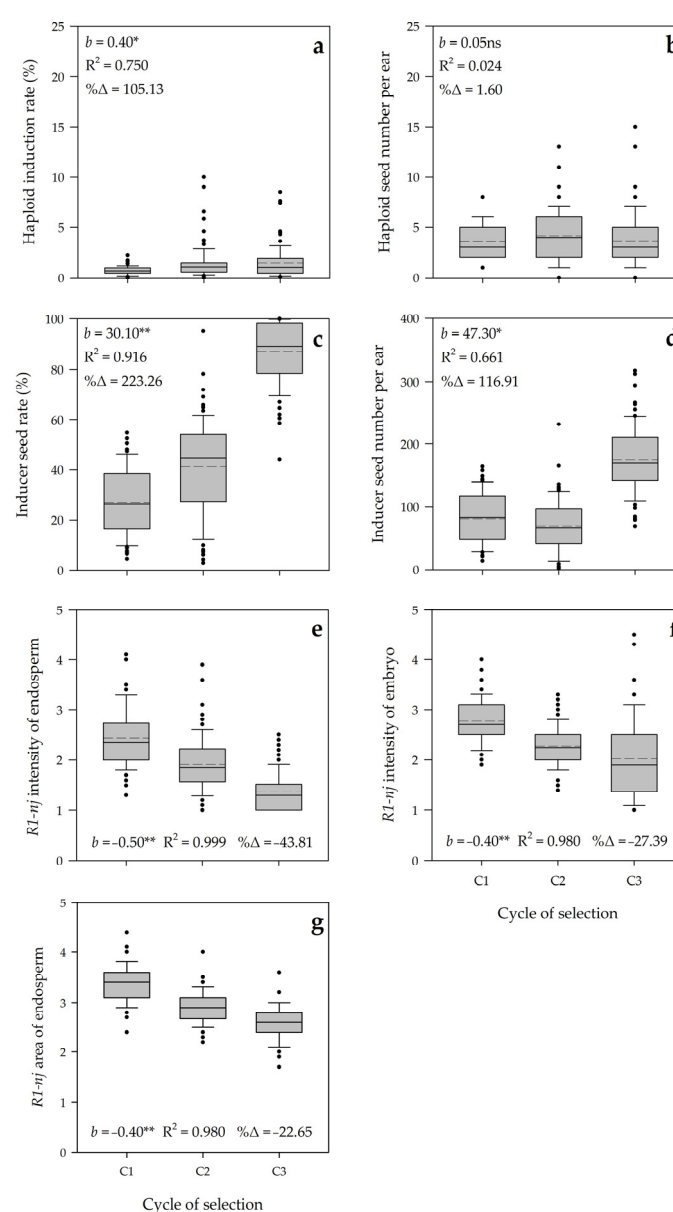 b = 0.40*
R² = 0.750
%Δ = 105.13
a
Haploid induction rate (%)
25
20
15
10
5
0
b = 0.05ns
R² = 0.024
%Δ = 1.60
b
Haploid seed number per ear
25
20
15
10
5
0
b = 30.10**
R² = 0.916
%Δ = 223.26
c
Inducer seed rate (%)
100
80
60
40
20
0
b = 47.30*
R² = 0.661
%Δ = 116.91
d
Inducer seed number per ear
400
300
200
100
0
e
R1-nj intensity of endosperm
5
4
3
2
1
0
b = –0.50** R² = 0.999 %Δ = –43.81
f
R1-nj intensity of embryo
5
4
3
2
1
0
b = –0.40** R² = 0.980 %Δ = –27.39
C1 C2 C3
Cycle of selection
g
R1-nj area of endosperm
5
4
3
2
1
0
b = –0.40** R² = 0.980 %Δ = –22.65
C1 C2 C3
Cycle of selection